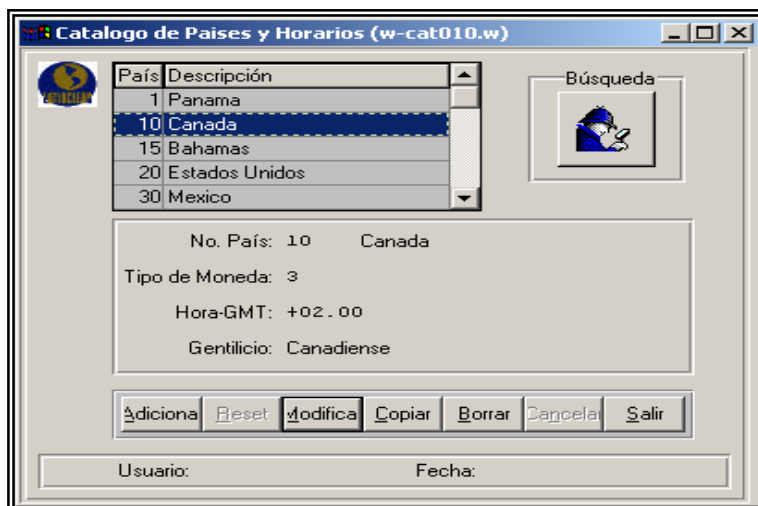 Catalogo de Paises y Horarios (w-cat010.w)
País Descripción
1 Panama
10 Canada
15 Bahamas
20 Estados Unidos
30 Mexico
Búsqueda
No. País: 10 Canada
Tipo de Moneda: 3
Hora-GMT: +02.00
Gentilicio: Canadiense
Adiciona Reset Modifica Copiar Borrar Cancelar Salir
Usuario: Fecha: